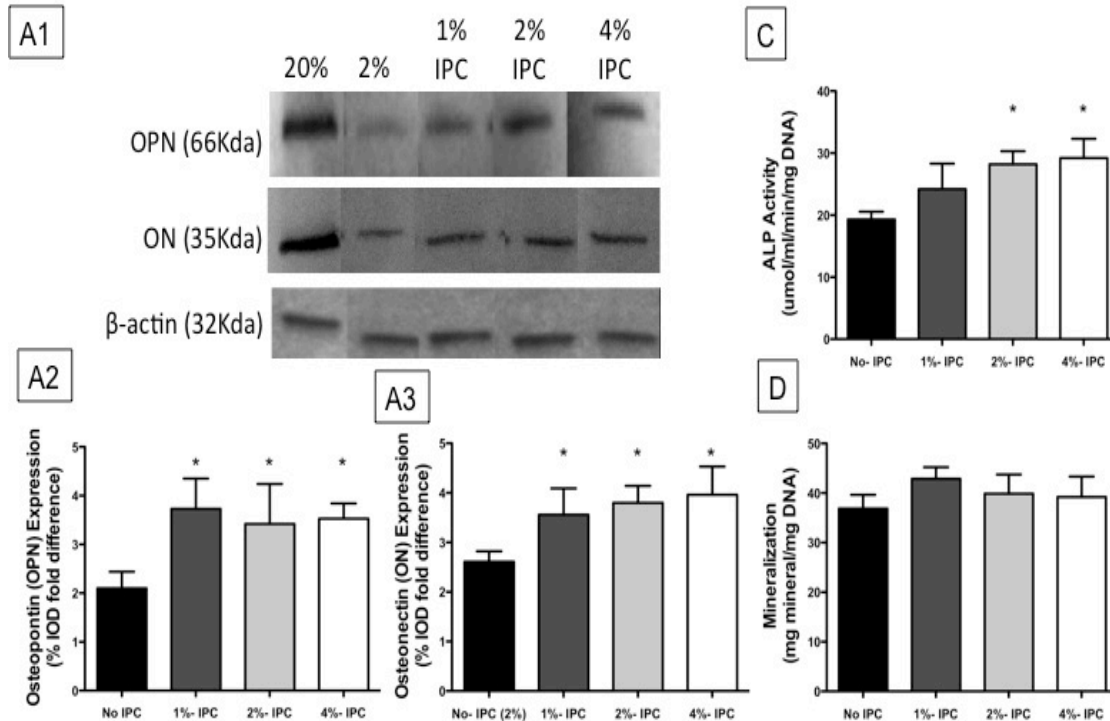 A1
1%
2%
4%
20%
2%
IPC
IPC
IPC
OPN (66Kda)
ON (35Kda)
β-actin (32Kda)
C
ALP Activity
(umol/ml/min/mg DNA)
40
30
20
10
0
*
*
No- IPC
1%- IPC
2%- IPC
4%- IPC
A2
Osteopontin (OPN) Expression
(% IOD fold difference)
5
4
3
2
1
0
*
*
*
No IPC
1%- IPC
2%- IPC
4%- IPC
A3
Osteonectin (ON) Expression
(% IOD fold difference)
5
4
3
2
1
0
*
*
*
No- IPC (2%)
1%- IPC
2%- IPC
4%- IPC
D
Mineralization
(mg mineral/mg DNA)
50
40
30
20
10
0
No- IPC
1%- IPC
2%- IPC
4%- IPC